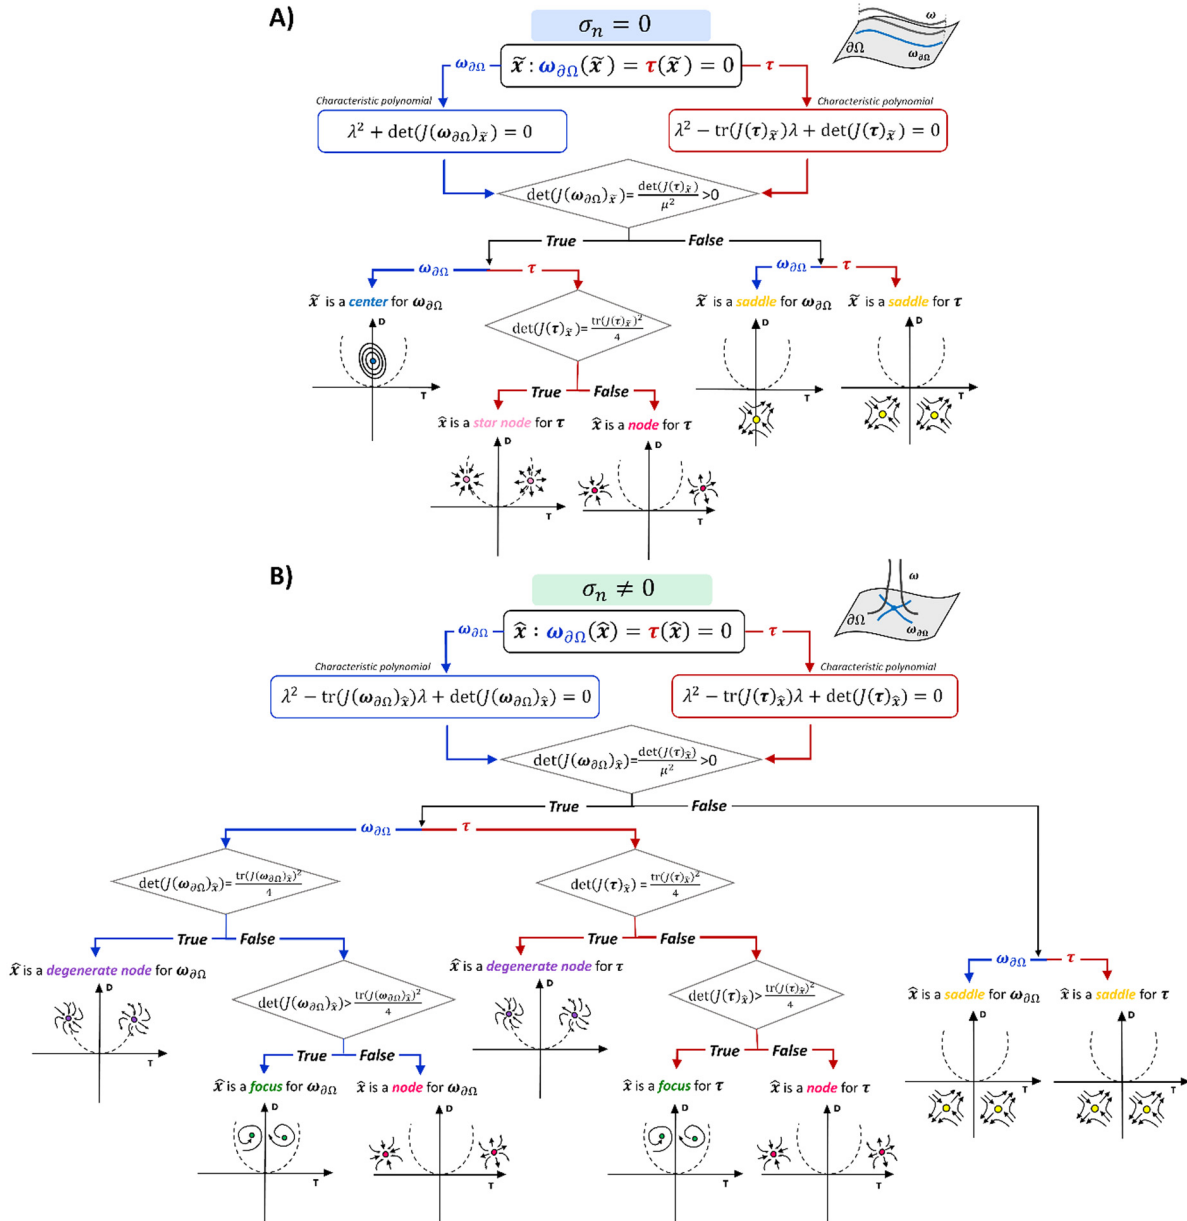 A)
σₙ = 0
ω
∂Ω
ω∂Ω
ω∂Ω
x̃ : ω∂Ω(x̃) = τ(x̃) = 0
τ
Characteristic polynomial
Characteristic polynomial
λ² + det(J(ω∂Ω)x̃) = 0
λ² − tr(J(τ)x̃)λ + det(J(τ)x̃) = 0
det(J(ω∂Ω)x̃)=det(J(τ)x̃)/μ² >0
True
False
ω∂Ω
τ
ω∂Ω
τ
x̃ is a center for ω∂Ω
det(J(τ)x̃)=tr(J(τ)x̃)²/4
x̃ is a saddle for ω∂Ω
x̃ is a saddle for τ
D
T
D
T
D
T
True
False
x̂ is a star node for τ
x̂ is a node for τ
D
T
D
T
B)
σₙ ≠ 0
ω
∂Ω
ω∂Ω
ω∂Ω
x̂ : ω∂Ω(x̂) = τ(x̂) = 0
τ
Characteristic polynomial
Characteristic polynomial
λ² − tr(J(ω∂Ω)x̂)λ + det(J(ω∂Ω)x̂) = 0
λ² − tr(J(τ)x̂)λ + det(J(τ)x̂) = 0
det(J(ω∂Ω)x̂)=det(J(τ)x̂)/μ² >0
True
False
ω∂Ω
τ
det(J(ω∂Ω)x̂)=tr(J(ω∂Ω)x̂)²/4
det(J(τ)x̂) = tr(J(τ)x̂)²/4
True
False
True
False
ω∂Ω
τ
x̂ is a degenerate node for ω∂Ω
x̂ is a degenerate node for τ
x̂ is a saddle for ω∂Ω
x̂ is a saddle for τ
D
T
det(J(ω∂Ω)x̂)>tr(J(ω∂Ω)x̂)²/4
D
T
det(J(τ)x̂)>tr(J(τ)x̂)²/4
D
T
D
T
True
False
True
False
x̂ is a focus for ω∂Ω
x̂ is a node for ω∂Ω
x̂ is a focus for τ
x̂ is a node for τ
D
T
D
T
D
T
D
T